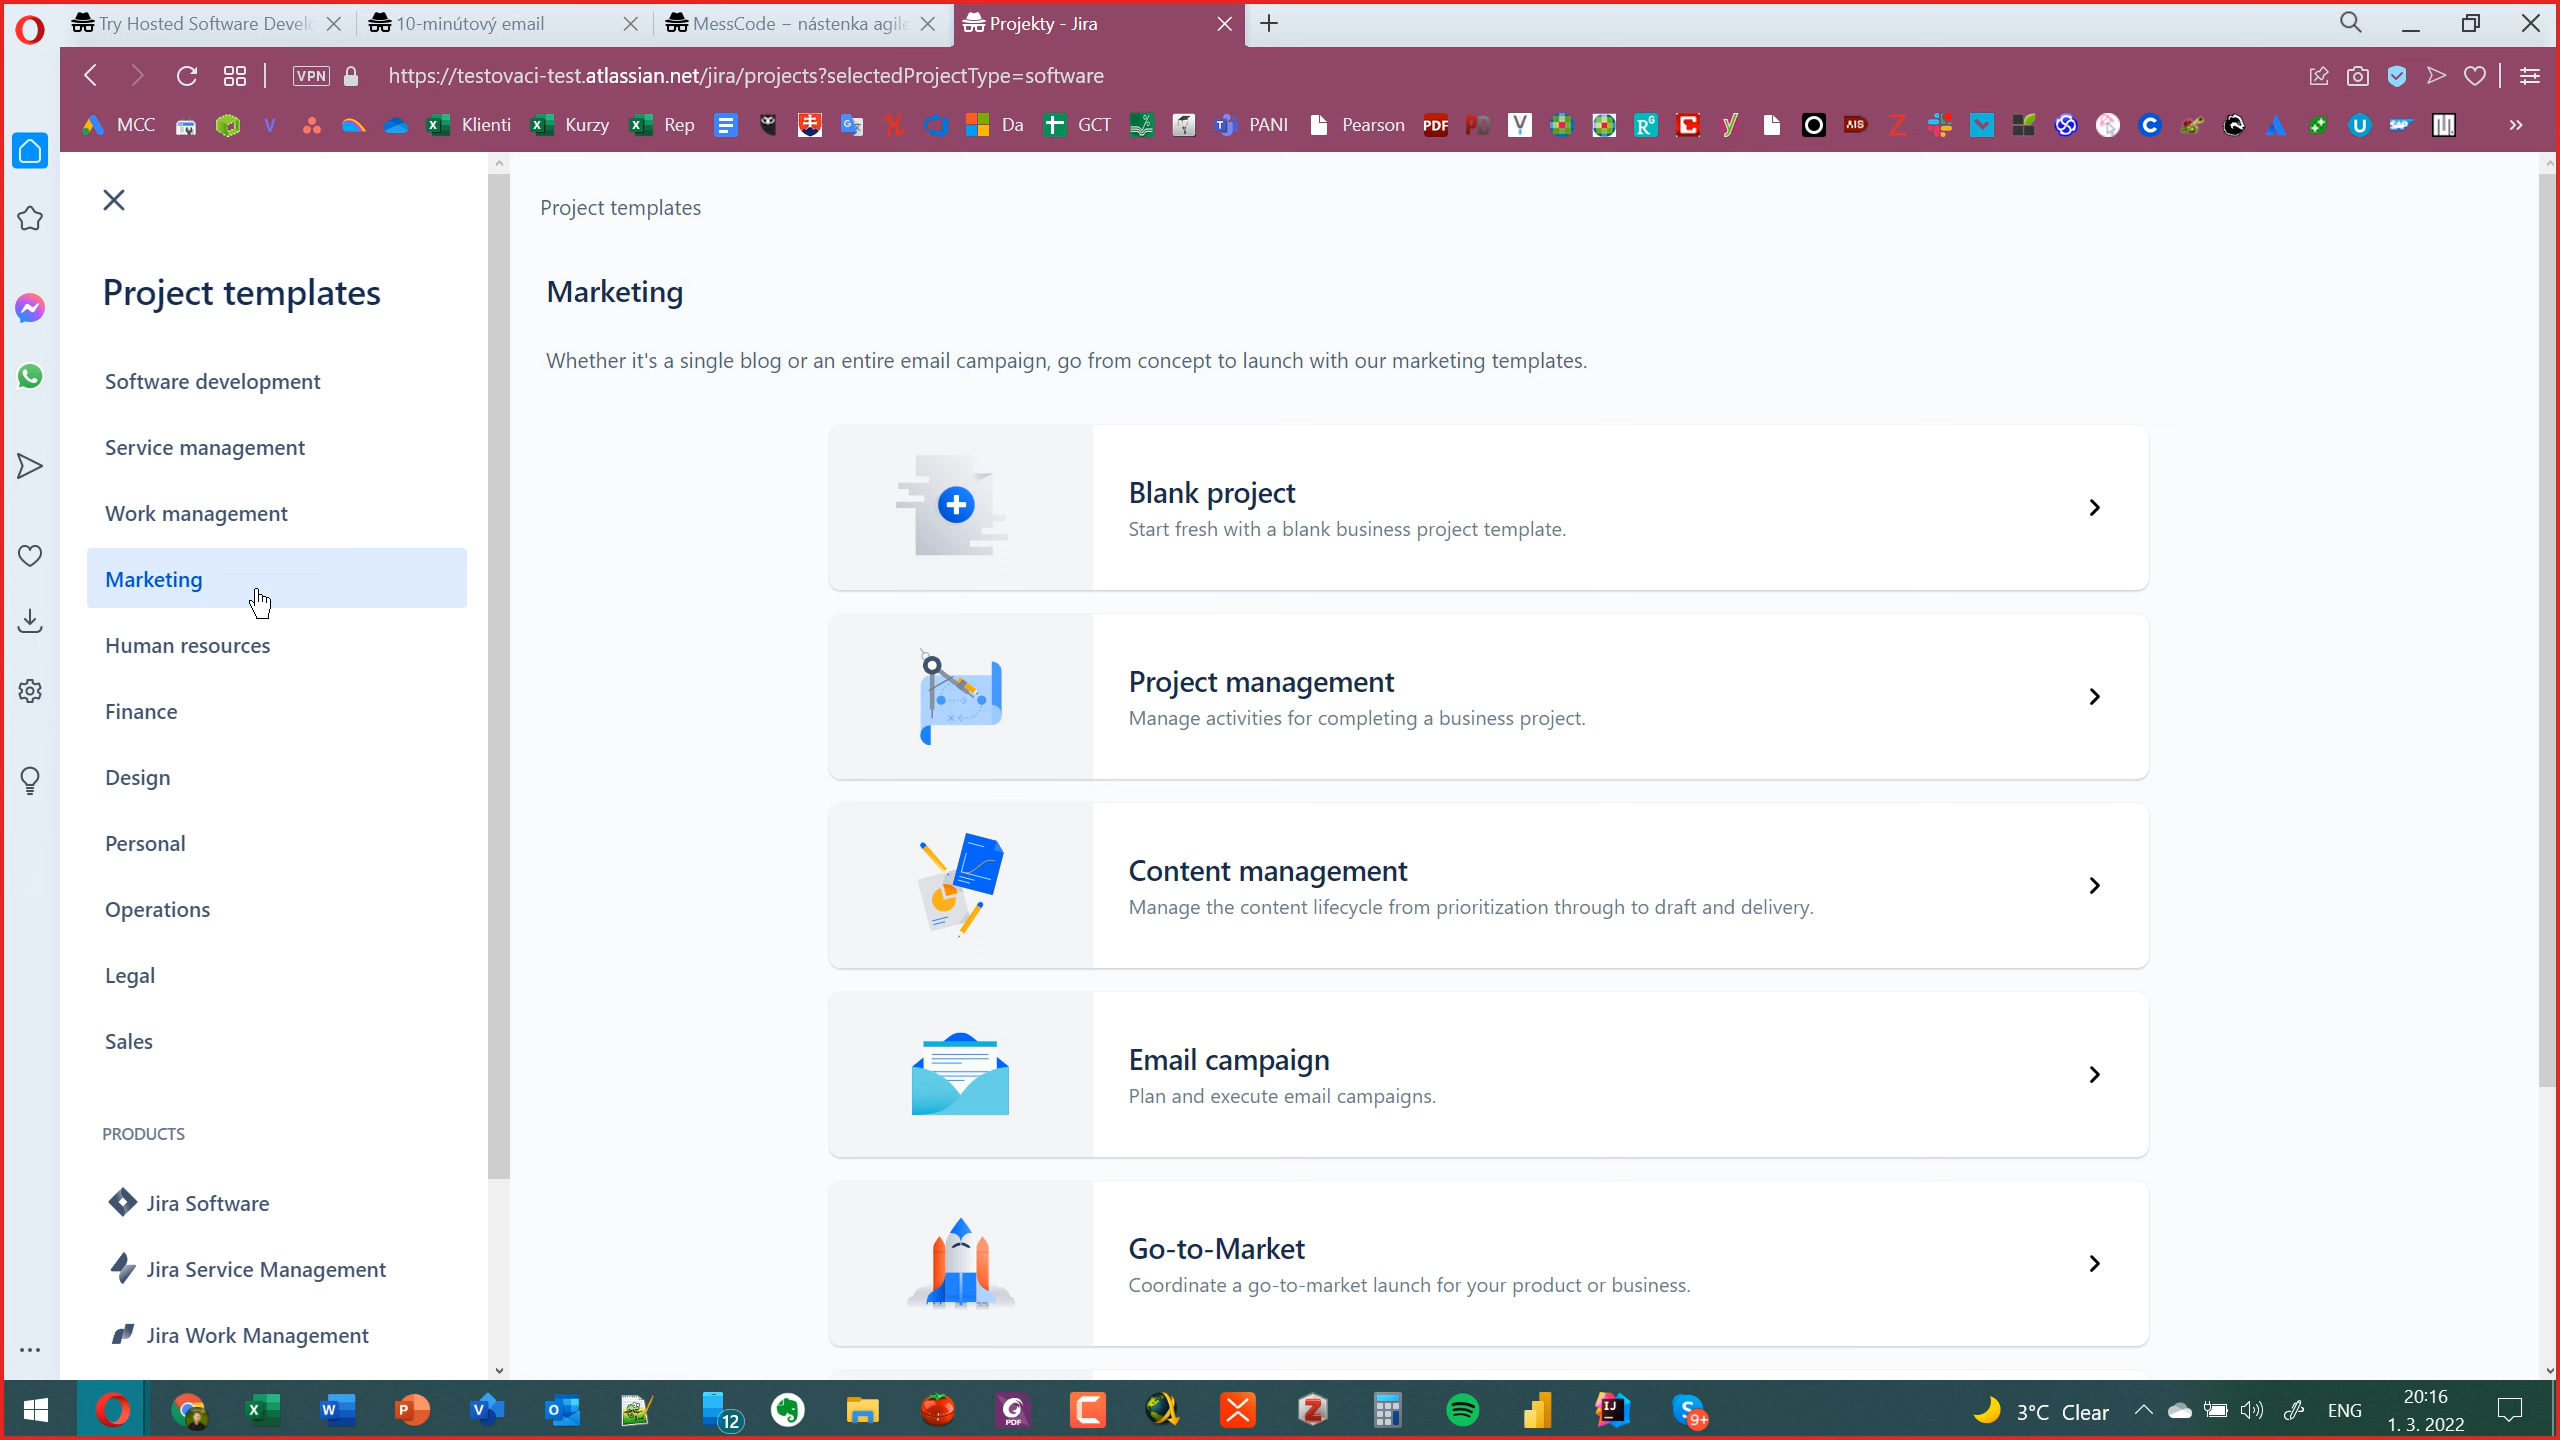 Try Hosted Software Develo
10-minútový email
MessCode – nástenka agile
Projekty - Jira
VPN
https://testovaci-test.atlassian.net/jira/projects?selectedProjectType=software
MCC
Klienti
Kurzy
Rep
Da
GCT
PANI
Pearson
PDF
AIS
SAP
Project templates
Software development
Service management
Work management
Marketing
Human resources
Finance
Design
Personal
Operations
Legal
Sales
PRODUCTS
Jira Software
Jira Service Management
Jira Work Management
Project templates
Marketing
Whether it's a single blog or an entire email campaign, go from concept to launch with our marketing templates.
Blank project
Start fresh with a blank business project template.
Project management
Manage activities for completing a business project.
Content management
Manage the content lifecycle from prioritization through to draft and delivery.
Email campaign
Plan and execute email campaigns.
Go-to-Market
Coordinate a go-to-market launch for your product or business.
12
PDF
9+
3°C Clear
ENG
20:16
1. 3. 2022